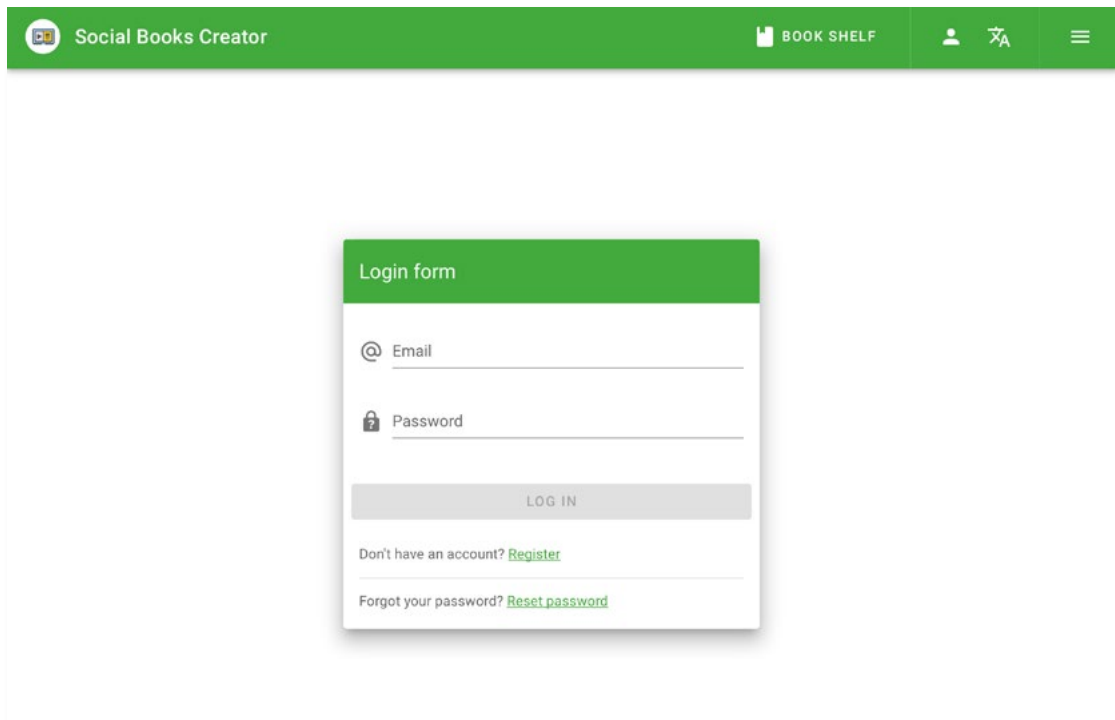 Social Books Creator
BOOK SHELF
Login form
Email
Password
LOG IN
Don't have an account? Register
Forgot your password? Reset password